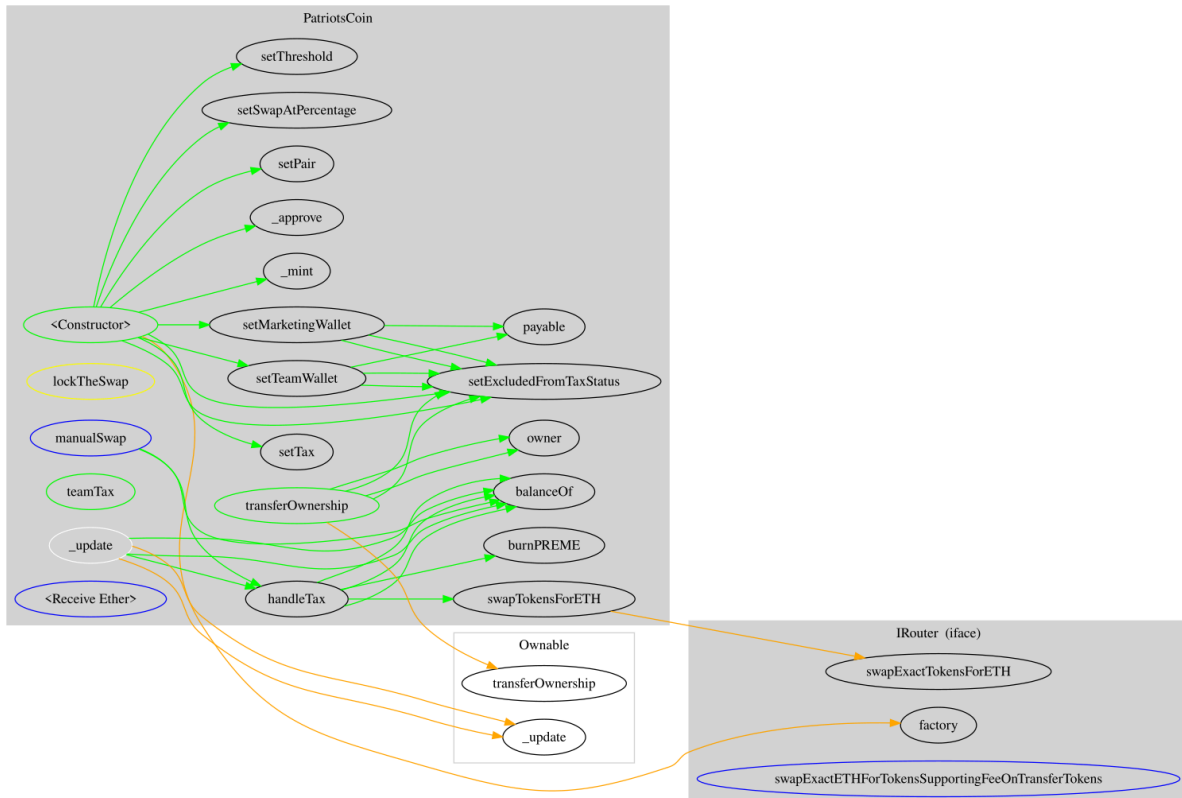 PatriotsCoin
setThreshold
setSwapAtPercentage
setPair
_approve
_mint
<Constructor>
setMarketingWallet
payable
lockTheSwap
setTeamWallet
setExcludedFromTaxStatus
manualSwap
setTax
owner
teamTax
transferOwnership
balanceOf
_update
burnPREME
<Receive Ether>
handleTax
swapTokensForETH
Ownable
transferOwnership
_update
IRouter (iface)
swapExactTokensForETH
factory
swapExactETHForTokensSupportingFeeOnTransferTokens